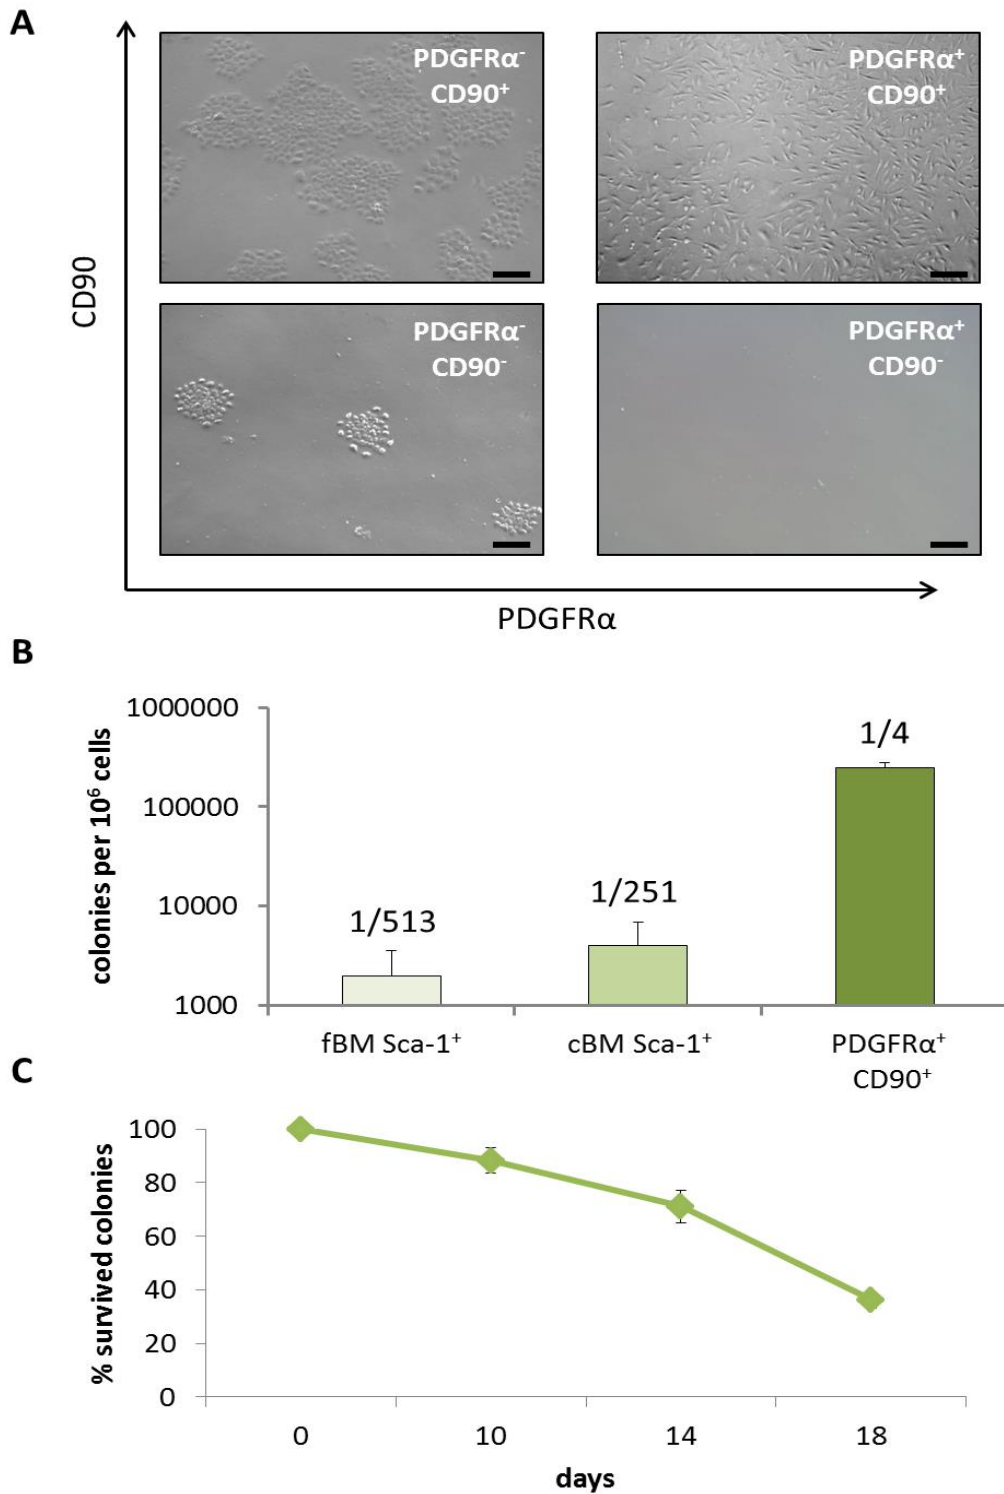 A
PDGFRα⁻
CD90⁺
PDGFRα⁺
CD90⁺
CD90
PDGFRα⁻
CD90⁻
PDGFRα⁺
CD90⁻
PDGFRα
B
colonies per 10⁶ cells
1000000
100000
10000
1000
1/513
1/251
1/4
fBM Sca-1⁺
cBM Sca-1⁺
PDGFRα⁺
CD90⁺
C
% survived colonies
100
80
60
40
20
0
0
10
14
18
days